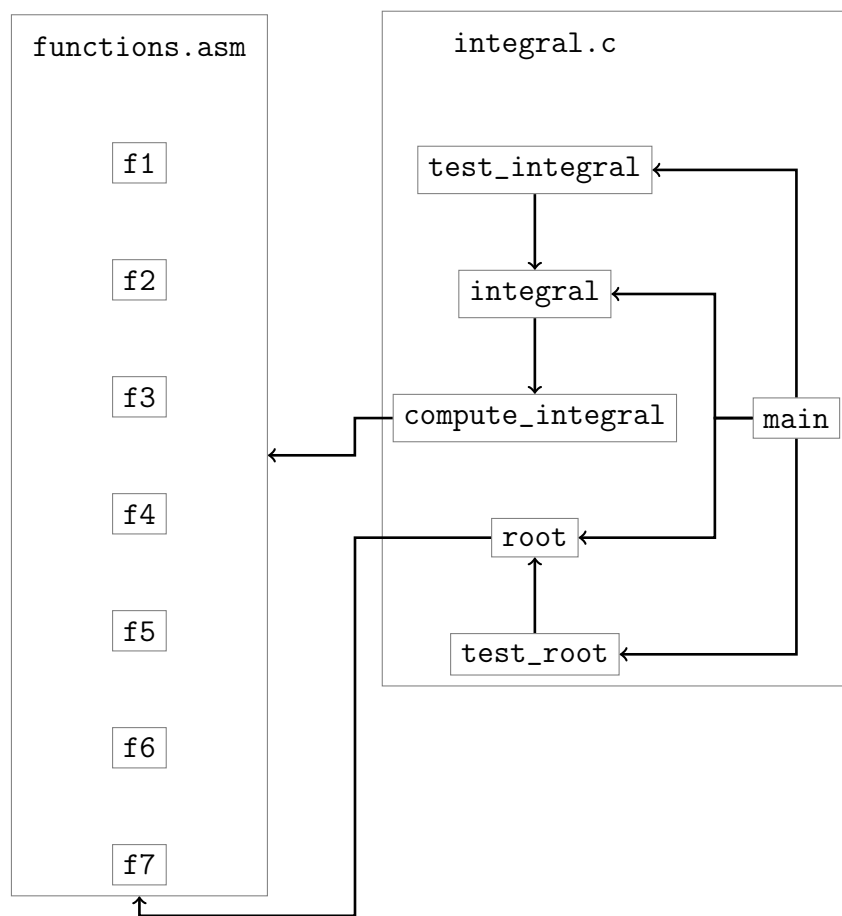 functions.asm
f1
f2
f3
f4
f5
f6
f7
integral.c
test_integral
integral
compute_integral
main
root
test_root